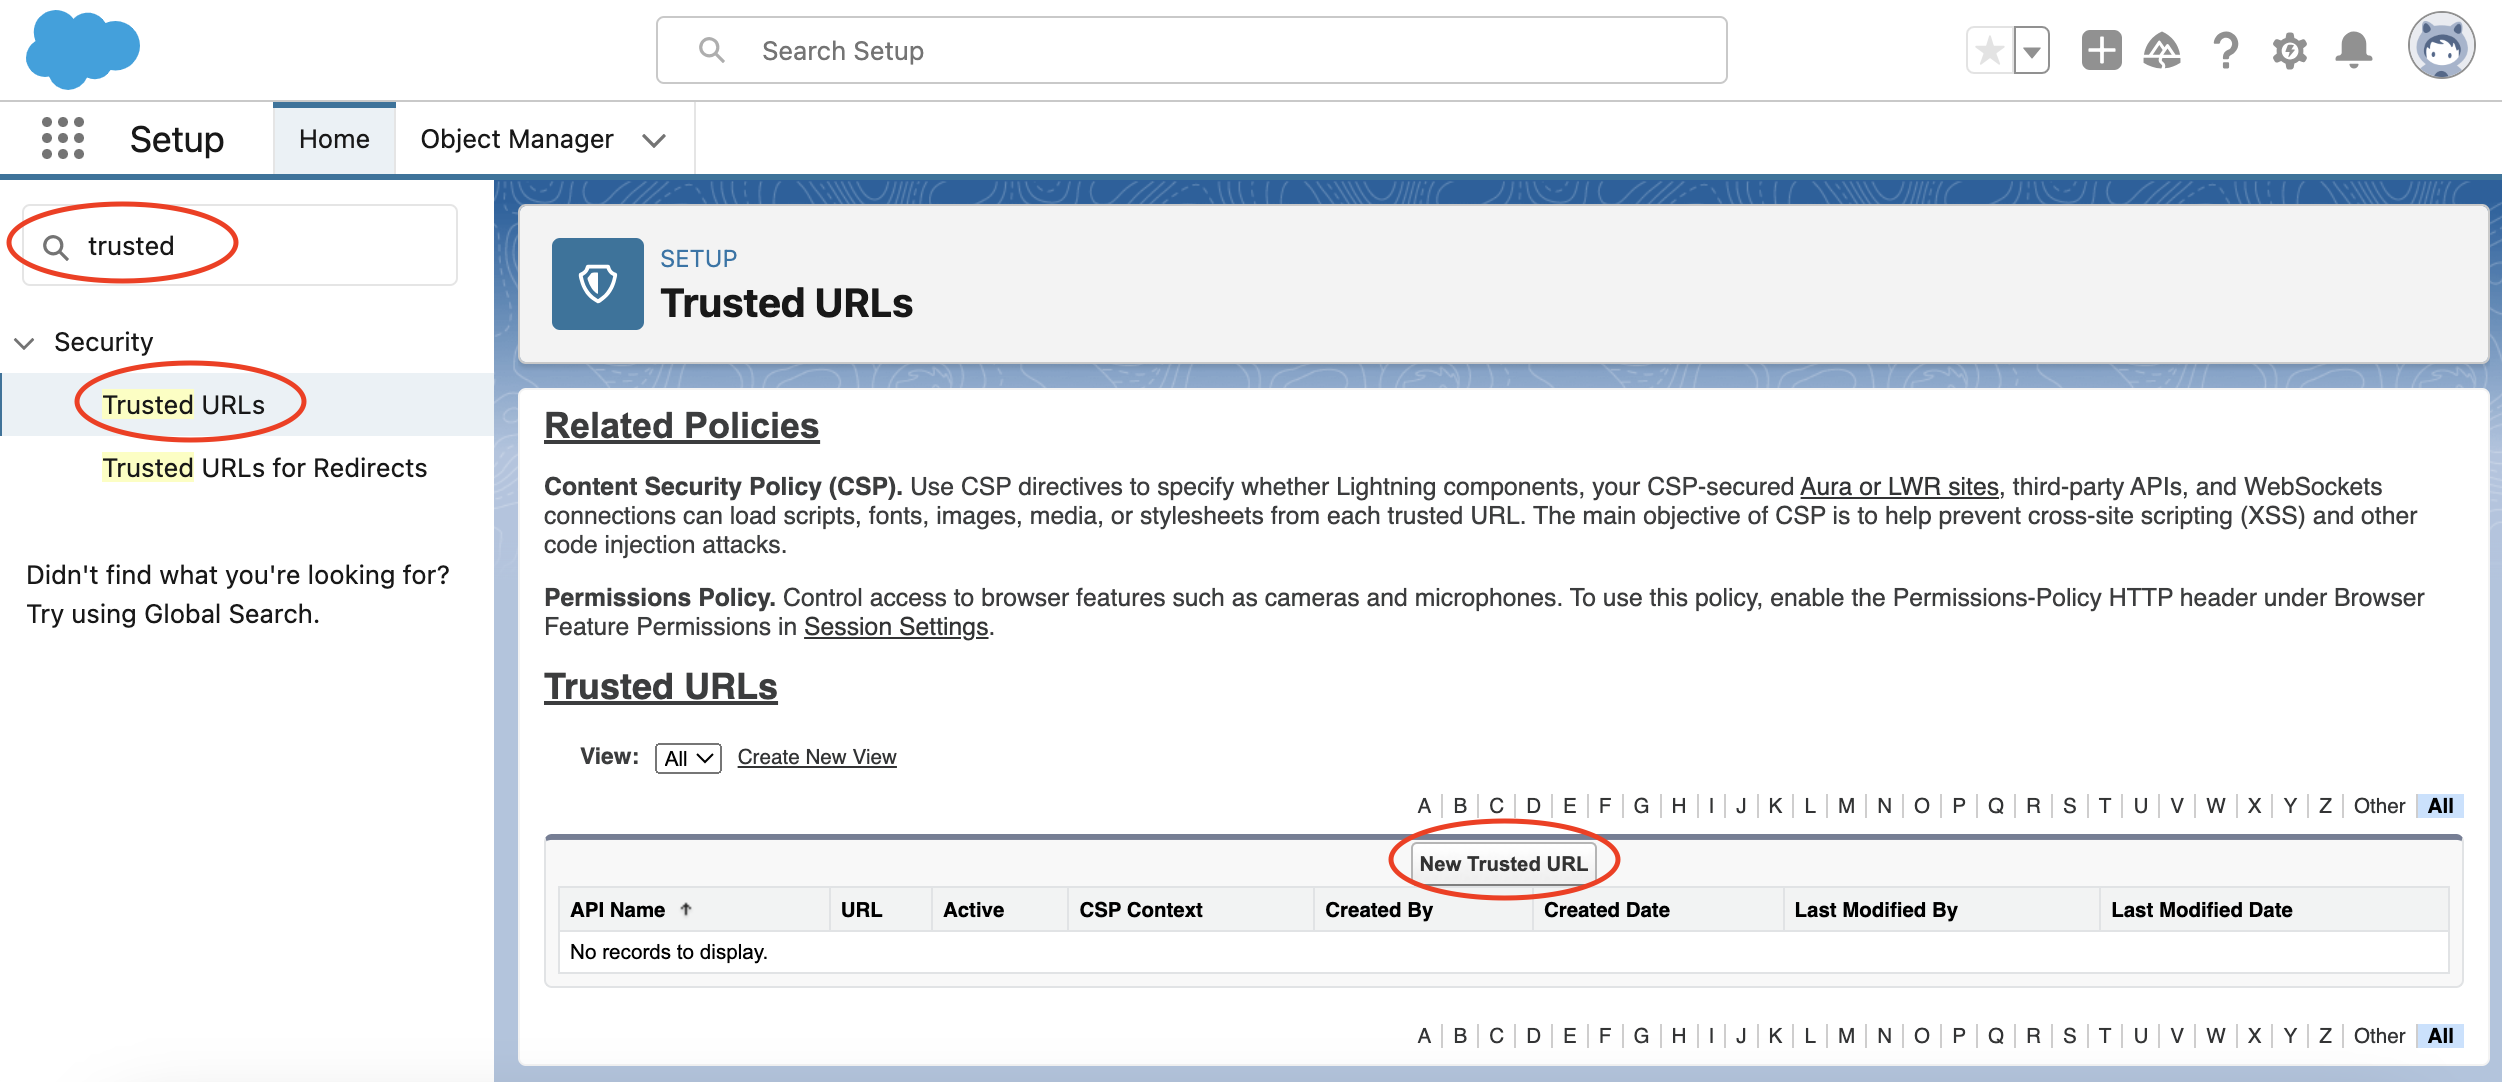 Search Setup
Setup
Home
Object Manager
trusted
Security
Trusted URLs
Trusted URLs for Redirects
Didn't find what you're looking for?
Try using Global Search.
SETUP
Trusted URLs
Related Policies
Content Security Policy (CSP). Use CSP directives to specify whether Lightning components, your CSP-secured Aura or LWR sites, third-party APIs, and WebSockets
connections can load scripts, fonts, images, media, or stylesheets from each trusted URL. The main objective of CSP is to help prevent cross-site scripting (XSS) and other
code injection attacks.
Permissions Policy. Control access to browser features such as cameras and microphones. To use this policy, enable the Permissions-Policy HTTP header under Browser
Feature Permissions in Session Settings.
Trusted URLs
View: All Create New View
A | B | C | D | E | F | G | H | I | J | K | L | M | N | O | P | Q | R | S | T | U | V | W | X | Y | Z | Other | All
New Trusted URL
API Name URL Active CSP Context Created By Created Date Last Modified By Last Modified Date
No records to display.
A | B | C | D | E | F | G | H | I | J | K | L | M | N | O | P | Q | R | S | T | U | V | W | X | Y | Z | Other | All